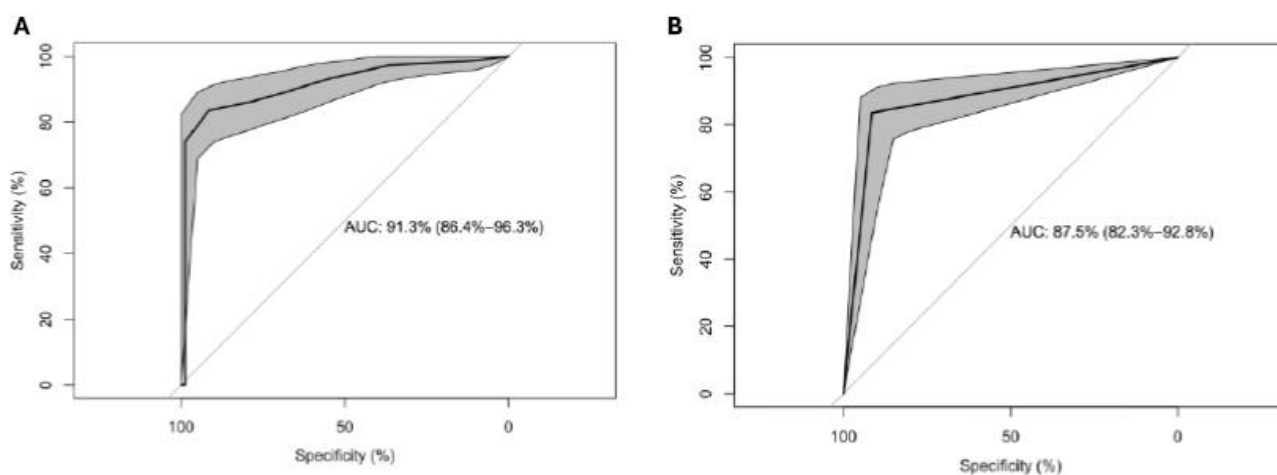 A
Sensitivity (%)
100
80
60
40
20
0
AUC: 91.3% (86.4%–96.3%)
100 50 0
Specificity (%)
B
Sensitivity (%)
100
80
60
40
20
0
AUC: 87.5% (82.3%–92.8%)
100 50 0
Specificity (%)